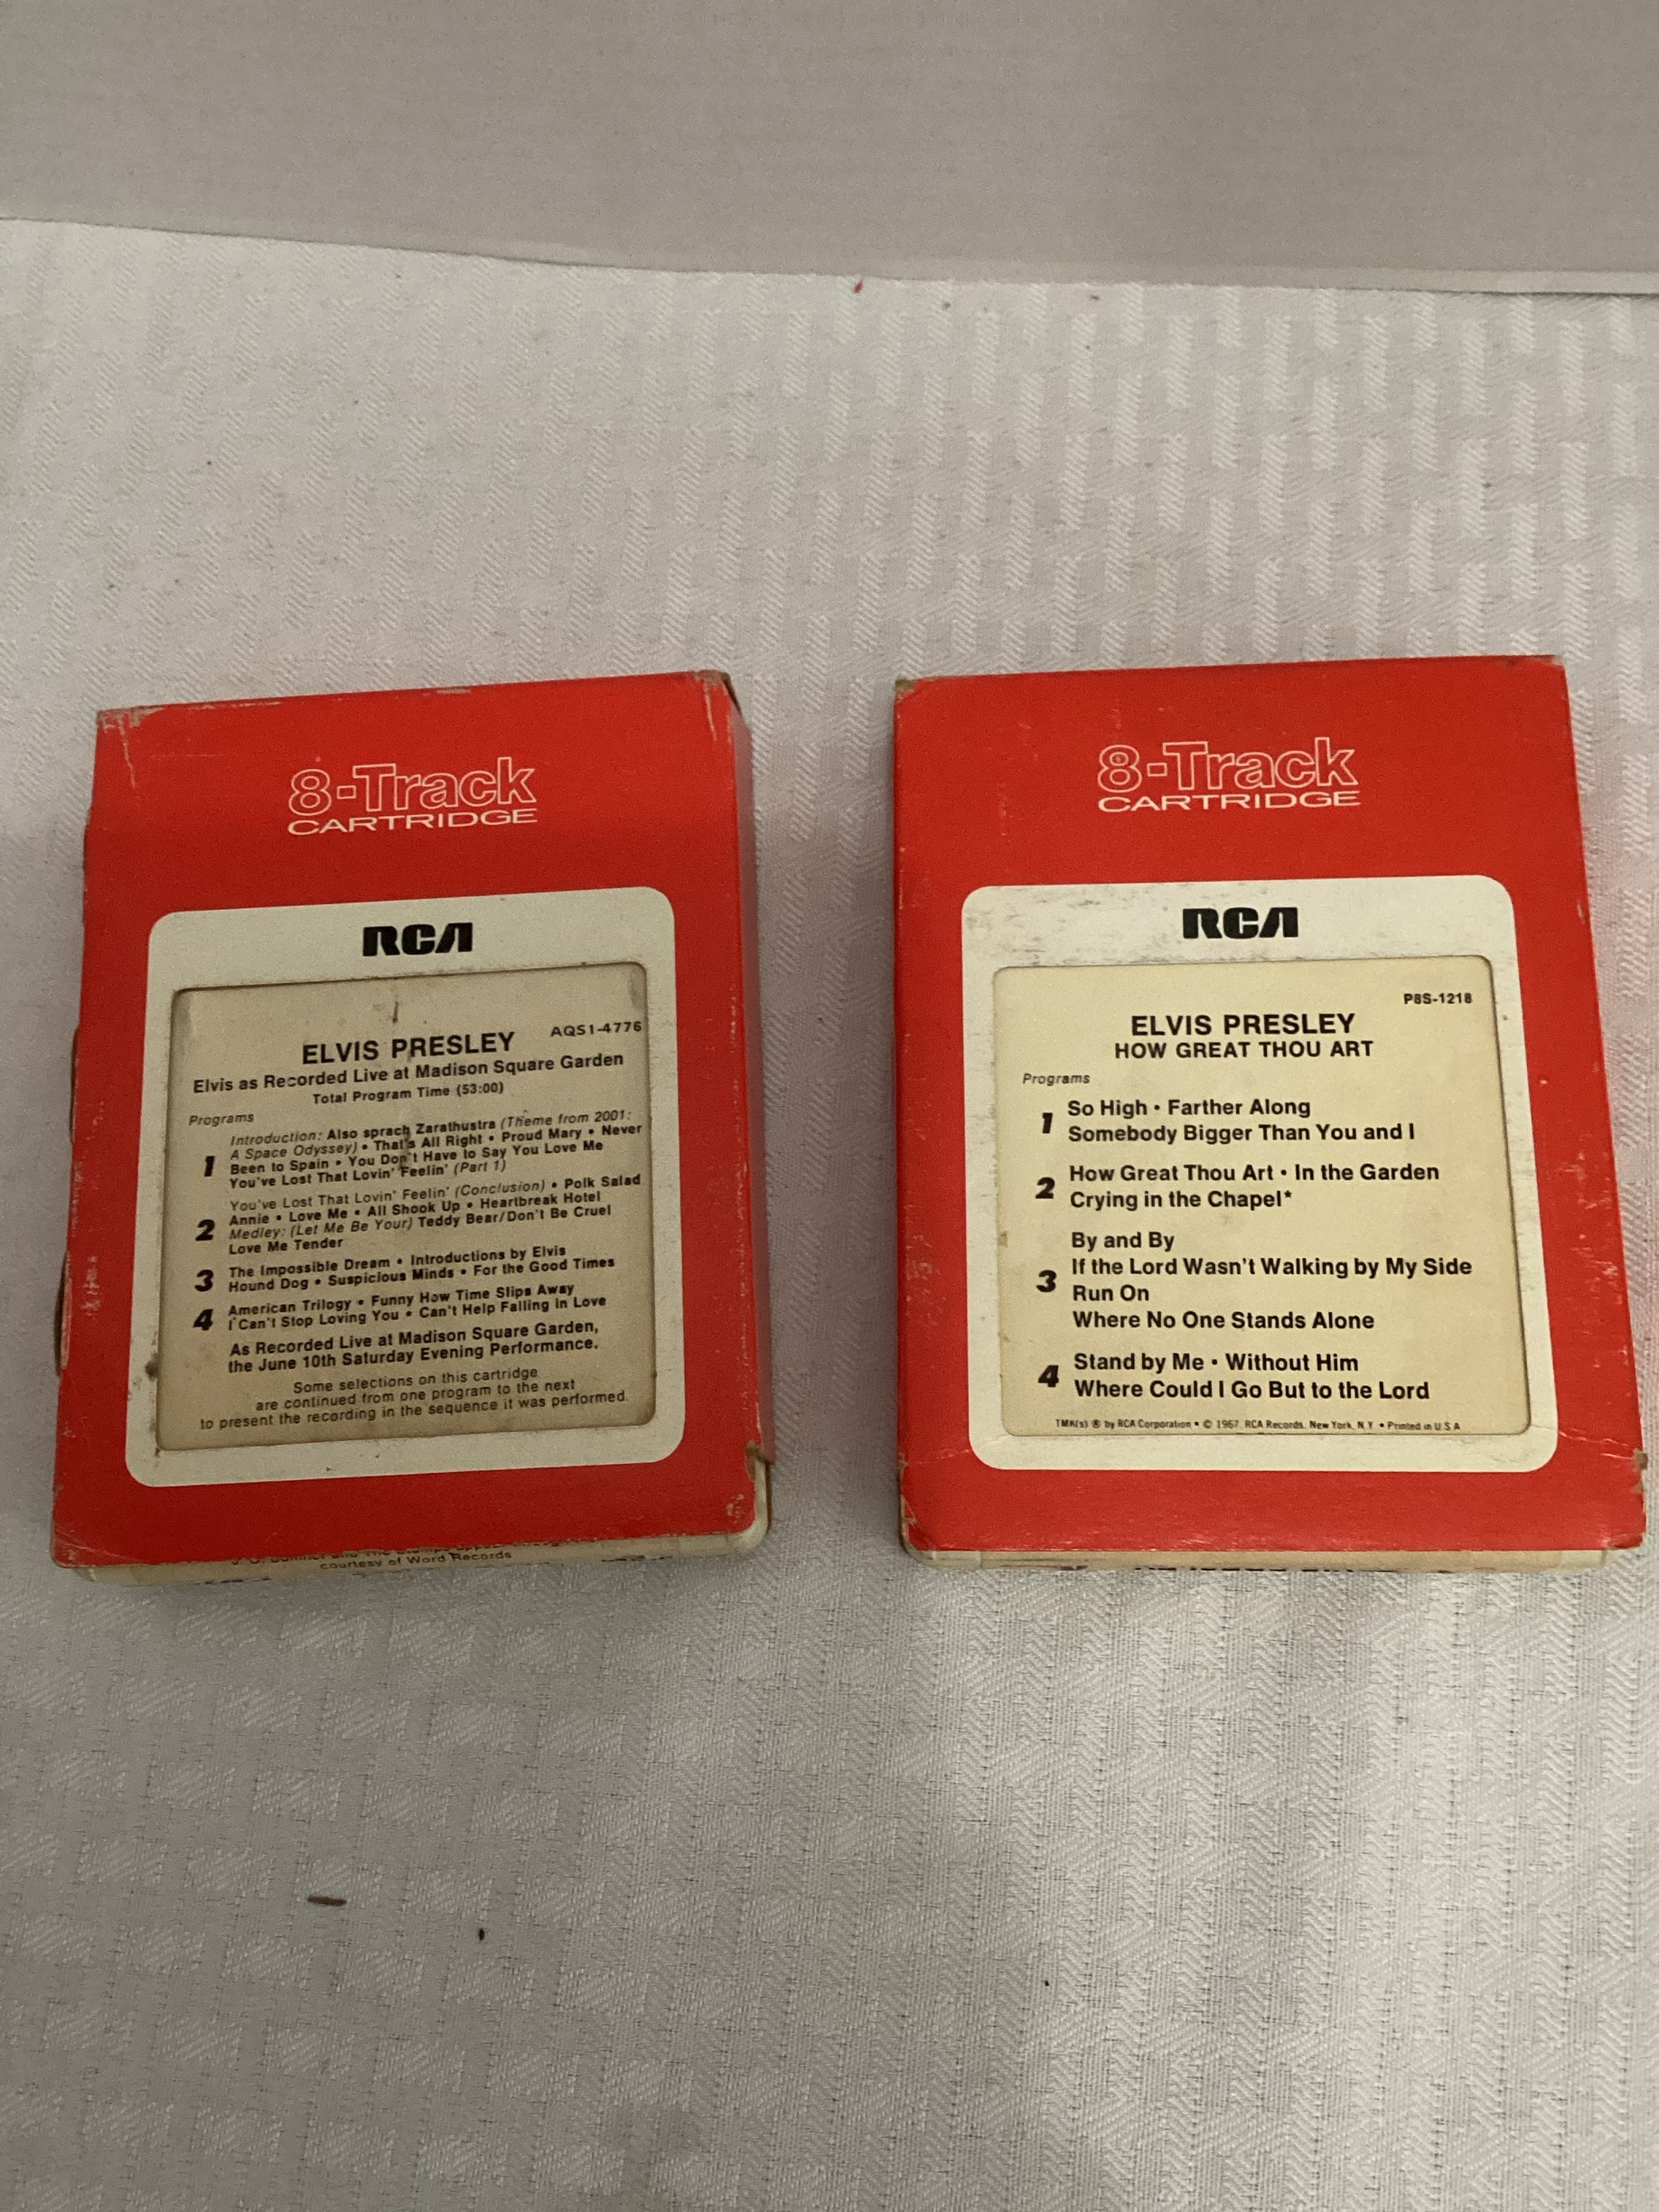 8-Track
CARTRIDGE
RCA
AQS1-4776
ELVIS PRESLEY
Elvis as Recorded Live at Madison Square Garden
Total Program Time (53:00)
Programs
1
Introduction: Also sprach Zarathustra (Theme from 2001:
A Space Odyssey) • That's All Right • Proud Mary • Never
Been to Spain • You Don't Have to Say You Love Me
You've Lost That Lovin' Feelin' (Part 1)
2
You've Lost That Lovin' Feelin' (Conclusion) • Polk Salad
Annie • Love Me • All Shook Up • Heartbreak Hotel
Medley: (Let Me Be Your) Teddy Bear/Don't Be Cruel
Love Me Tender
3
The Impossible Dream • Introductions by Elvis
Hound Dog • Suspicious Minds • For the Good Times
4
American Trilogy • Funny How Time Slips Away
I Can't Stop Loving You • Can't Help Falling in Love
As Recorded Live at Madison Square Garden,
the June 10th Saturday Evening Performance.
Some selections on this cartridge
are continued from one program to the next
to present the recording in the sequence it was performed.
courtesy of Word Records
8-Track
CARTRIDGE
RCA
P8S-1218
ELVIS PRESLEY
HOW GREAT THOU ART
Programs
1
So High • Farther Along
Somebody Bigger Than You and I
2
How Great Thou Art • In the Garden
Crying in the Chapel*
3
By and By
If the Lord Wasn't Walking by My Side
Run On
Where No One Stands Alone
4
Stand by Me • Without Him
Where Could I Go But to the Lord
TMK(s) ® by RCA Corporation • © 1967, RCA Records, New York, N.Y. • Printed in U.S.A.